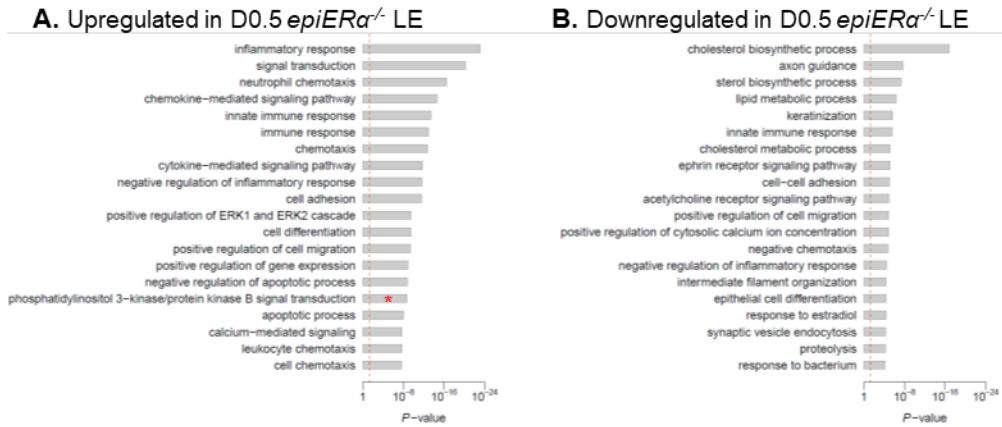 A. Upregulated in D0.5 epiERα-/- LE
inflammatory response
signal transduction
neutrophil chemotaxis
chemokine−mediated signaling pathway
innate immune response
immune response
chemotaxis
cytokine−mediated signaling pathway
negative regulation of inflammatory response
cell adhesion
positive regulation of ERK1 and ERK2 cascade
cell differentiation
positive regulation of cell migration
positive regulation of gene expression
negative regulation of apoptotic process
phosphatidylinositol 3−kinase/protein kinase B signal transduction *
apoptotic process
calcium−mediated signaling
leukocyte chemotaxis
cell chemotaxis
1 10−8 10−16 10−24
P−value
B. Downregulated in D0.5 epiERα-/- LE
cholesterol biosynthetic process
axon guidance
sterol biosynthetic process
lipid metabolic process
keratinization
innate immune response
cholesterol metabolic process
ephrin receptor signaling pathway
cell−cell adhesion
acetylcholine receptor signaling pathway
positive regulation of cell migration
positive regulation of cytosolic calcium ion concentration
negative chemotaxis
negative regulation of inflammatory response
intermediate filament organization
epithelial cell differentiation
response to estradiol
synaptic vesicle endocytosis
proteolysis
response to bacterium
1 10−8 10−16 10−24
P−value